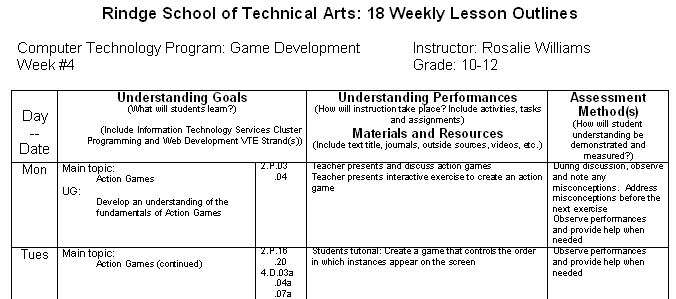 Rindge School of Technical Arts: 18 Weekly Lesson Outlines
Computer Technology Program: Game Development
Instructor: Rosalie Williams
Week #4
Grade: 10-12
Day
--
Date
Understanding Goals
(What will students learn?)
(Include Information Technology Services Cluster
Programming and Web Development VTE Strand(s))
Understanding Performances
(How will instruction take place? Include activities, tasks
and assignments)
Materials and Resources
(Include text title, journals, outside sources, videos, etc.)
Assessment
Method(s)
(How will student
understanding be
demonstrated and
measured?)
Mon
Main topic:
Action Games
UG:
Develop an understanding of the
fundamentals of Action Games
2.P.03
.04
Teacher presents and discuss action games
Teacher presents interactive exercise to create an action
game
During discussion, observe
and note any
misconceptions. Address
misconceptions before the
next exercise
Observe performances
and provide help when
needed
Tues
Main topic:
Action Games (continued)
2.P.16
.20
4.D.03a
.04a
.07a
Students tutorial: Create a game that controls the order
in which instances appear on the screen
Observe performances
and provide help when
needed